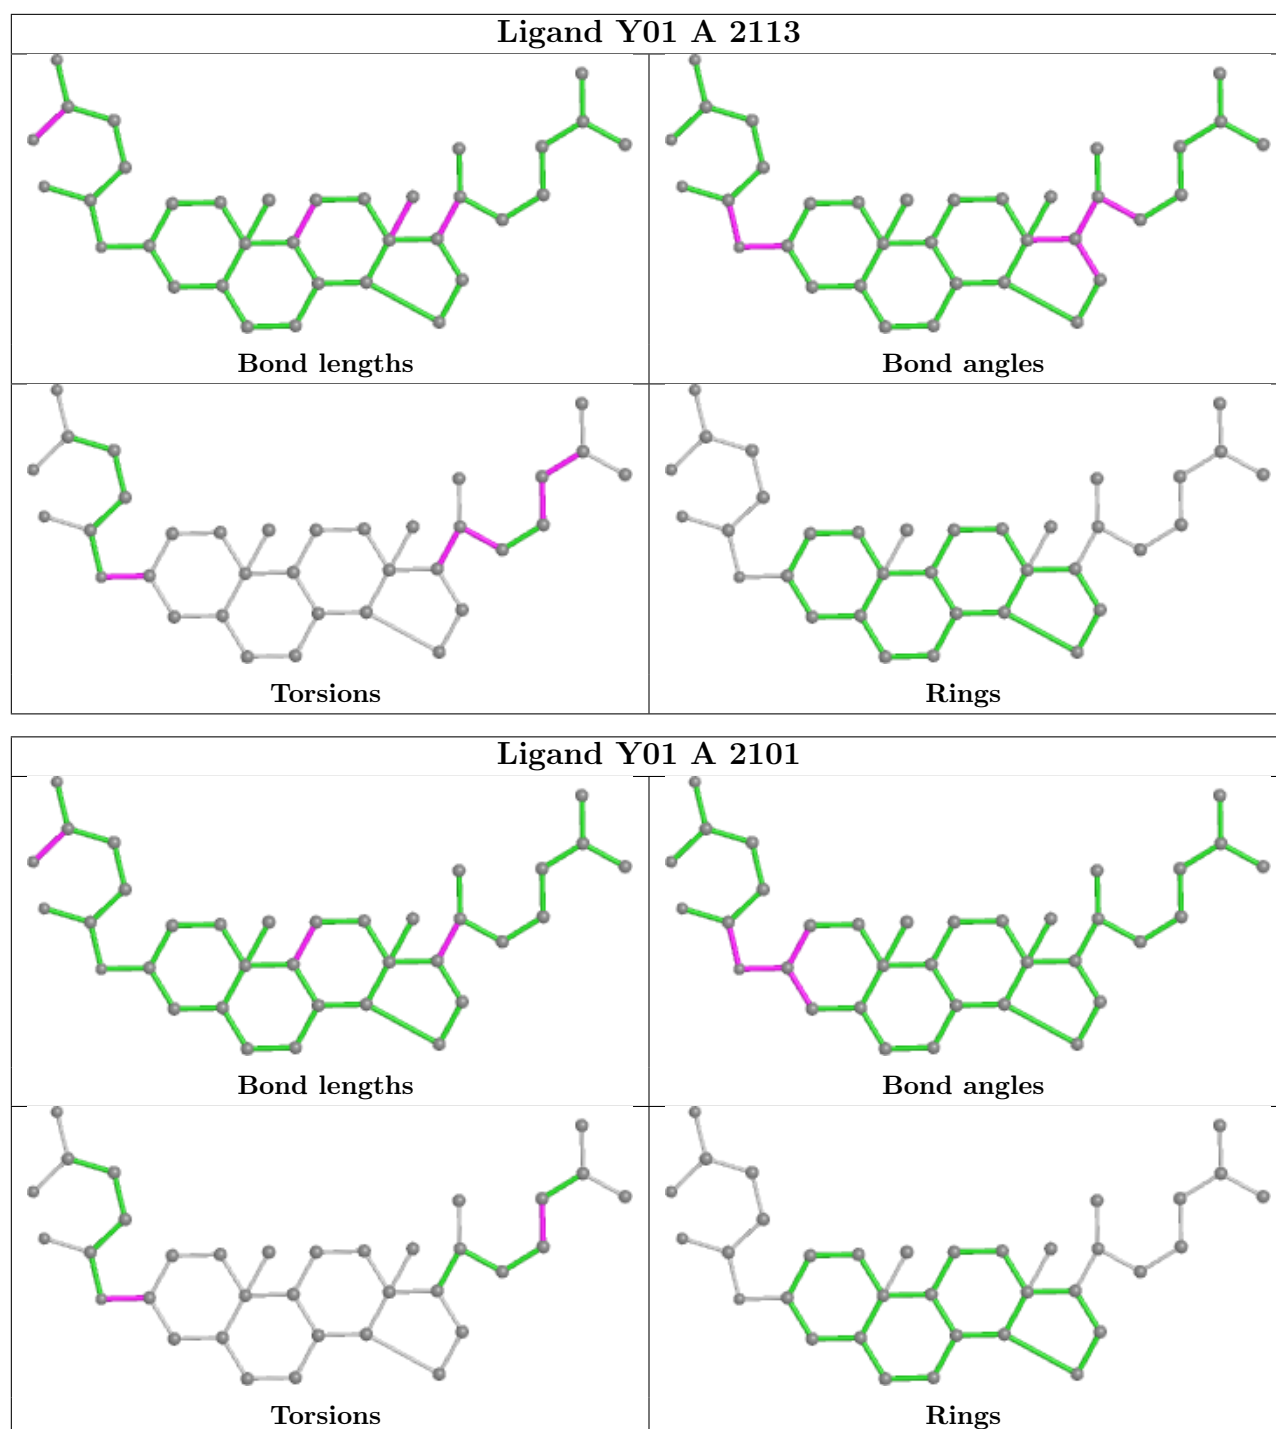 Ligand Y01 A 2113
Bond lengths
Bond angles
Torsions
Rings
Ligand Y01 A 2101
Bond lengths
Bond angles
Torsions
Rings